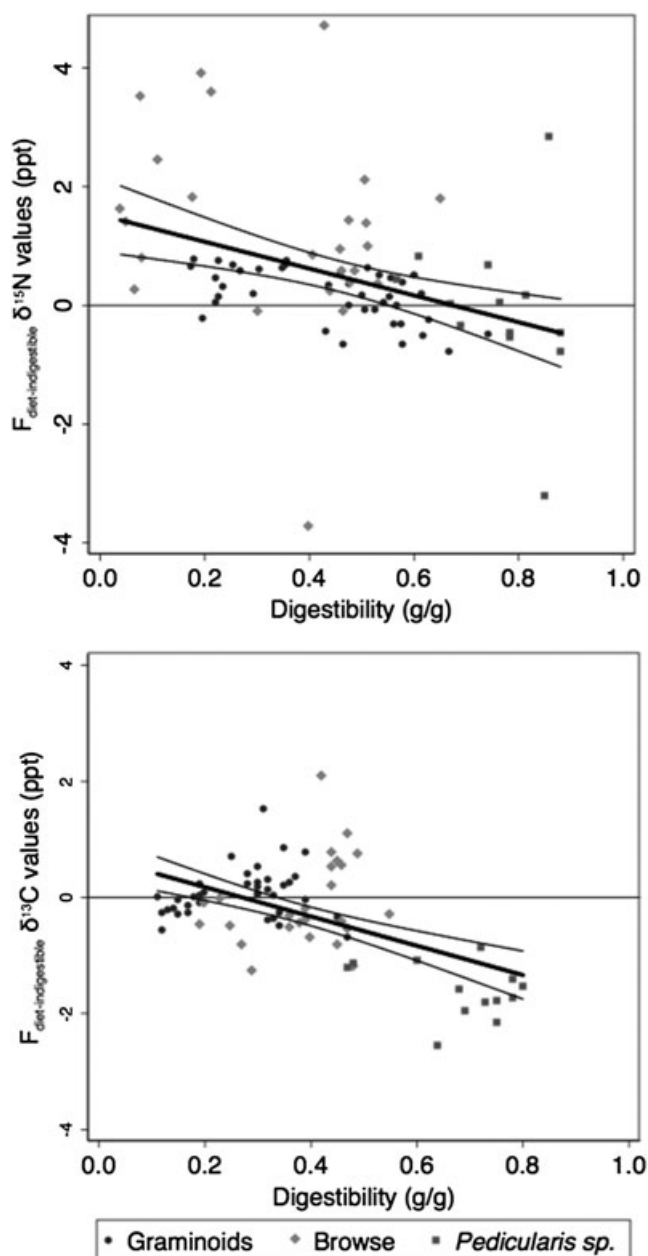 4
2
0
-2
-4
F diet-indigestible δ¹⁵N values (ppt)
0.0 0.2 0.4 0.6 0.8 1.0
Digestibility (g/g)
4
2
0
-2
-4
F diet-indigestible δ¹³C values (ppt)
0.0 0.2 0.4 0.6 0.8 1.0
Digestibility (g/g)
Graminoids Browse Pedicularis sp.